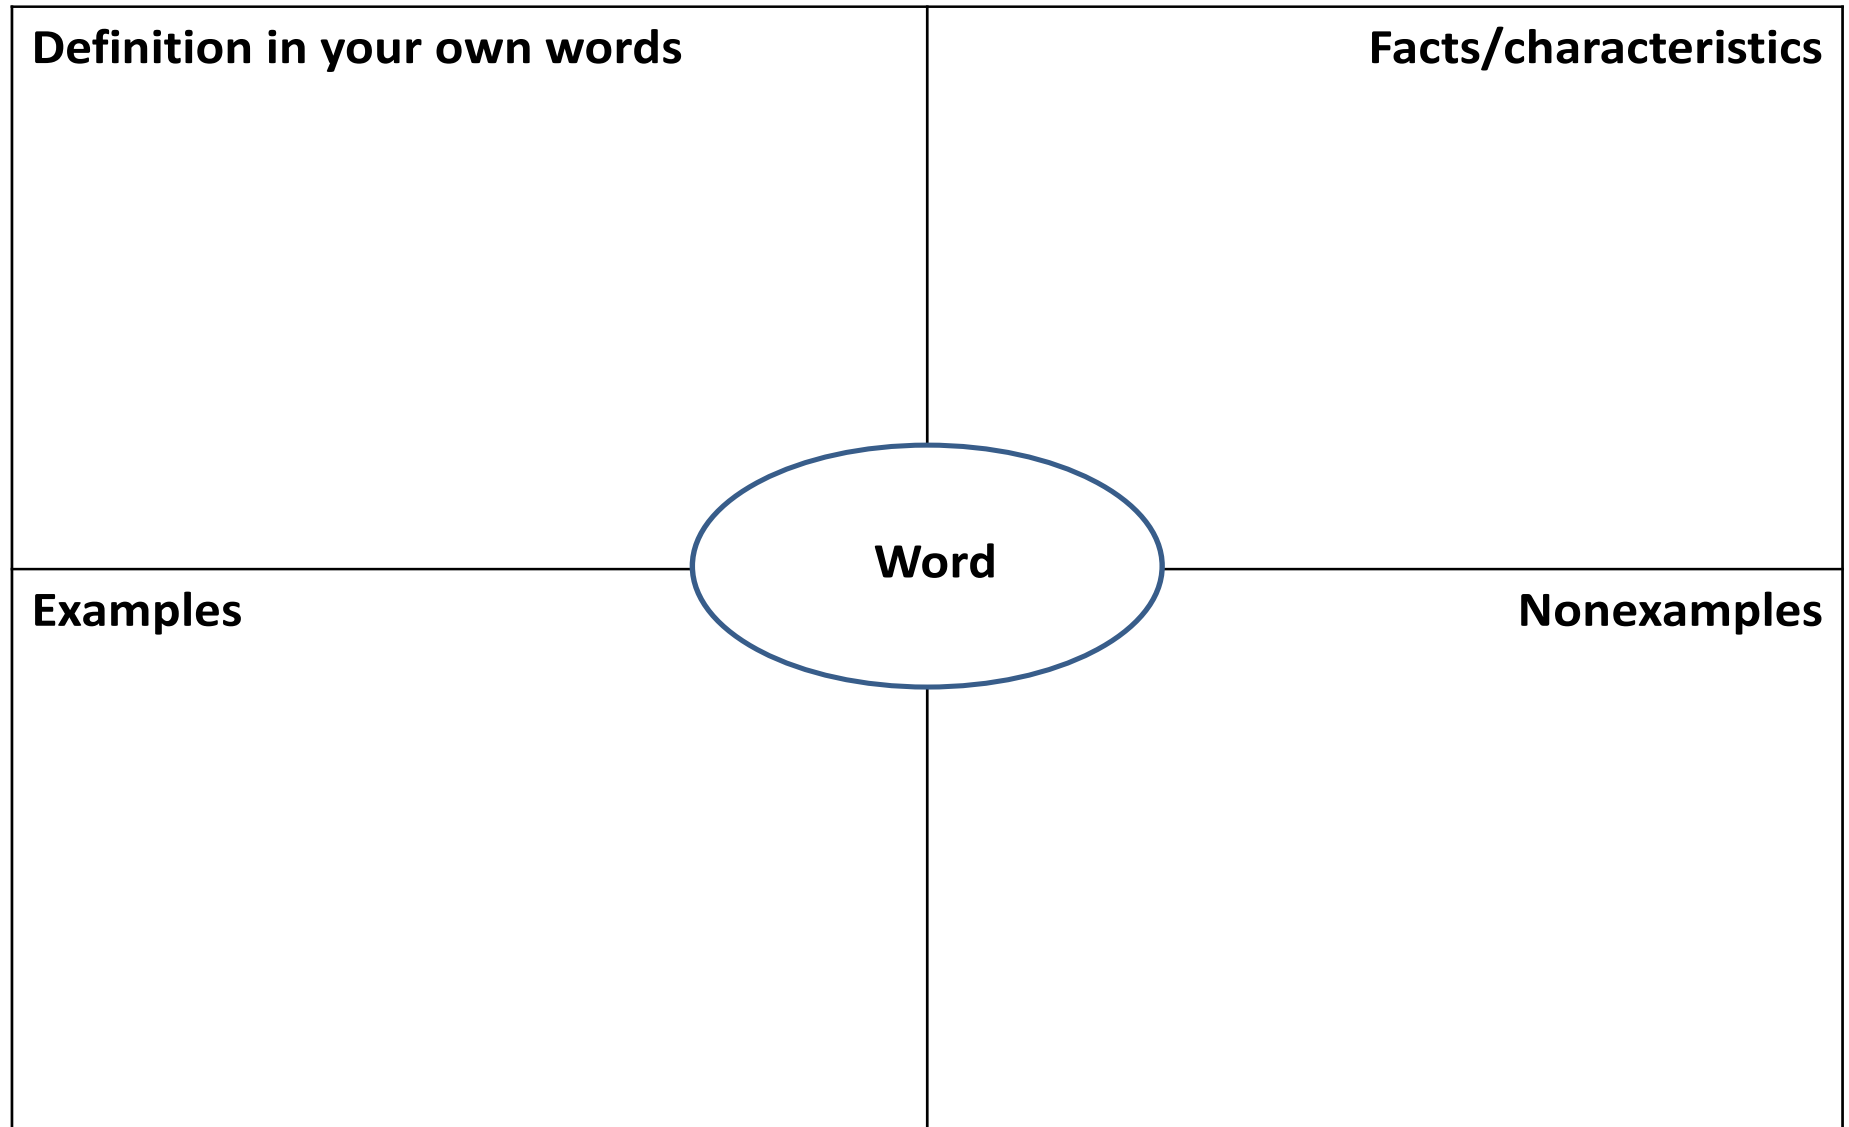 Definition in your own words
Facts/characteristics
Word
Examples
Nonexamples